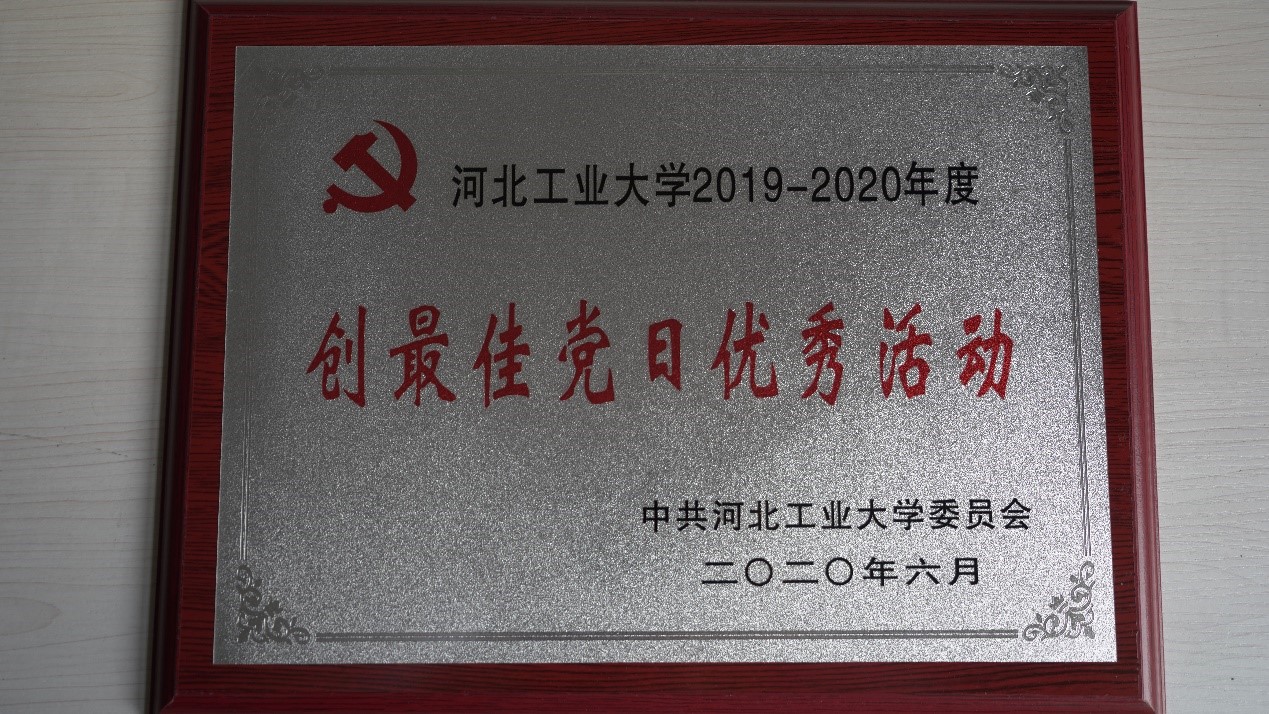 河北工业大学2019-2020年度
创最佳党日优秀活动
中共河北工业大学委员会
二〇二〇年六月